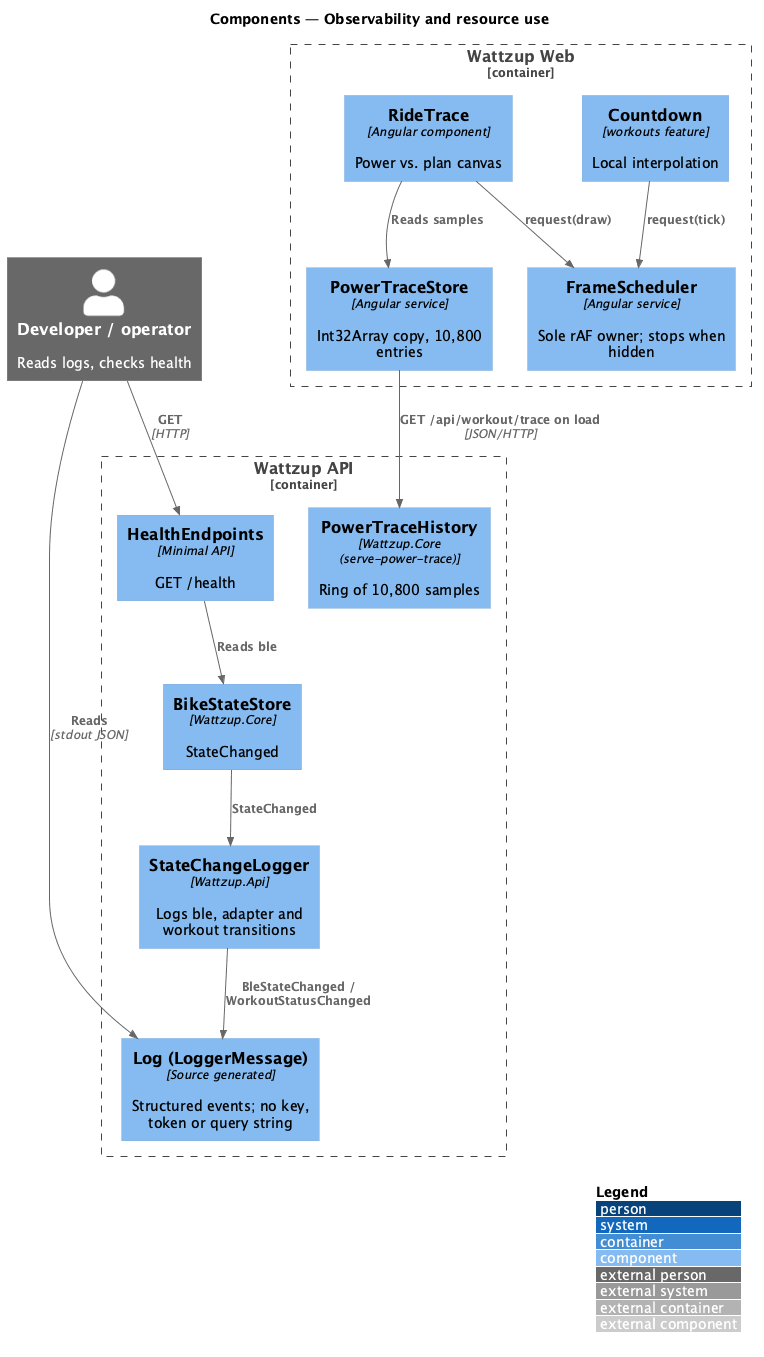 Components — Observability and resource use
Wattzup Web
[container]
RideTrace
[Angular component]
Power vs. plan canvas
Countdown
[workouts feature]
Local interpolation
Reads samples
request(draw)
request(tick)
PowerTraceStore
[Angular service]
Int32Array copy, 10,800
entries
FrameScheduler
[Angular service]
Sole rAF owner; stops when
hidden
Developer / operator
Reads logs, checks health
GET
[HTTP]
GET /api/workout/trace on load
[JSON/HTTP]
Wattzup API
[container]
HealthEndpoints
[Minimal API]
GET /health
PowerTraceHistory
[Wattzup.Core
(serve-power-trace)]
Ring of 10,800 samples
Reads ble
BikeStateStore
[Wattzup.Core]
StateChanged
Reads
[stdout JSON]
StateChanged
StateChangeLogger
[Wattzup.Api]
Logs ble, adapter and
workout transitions
BleStateChanged /
WorkoutStatusChanged
Log (LoggerMessage)
[Source generated]
Structured events; no key,
token or query string
Legend
person
system
container
component
external person
external system
external container
external component